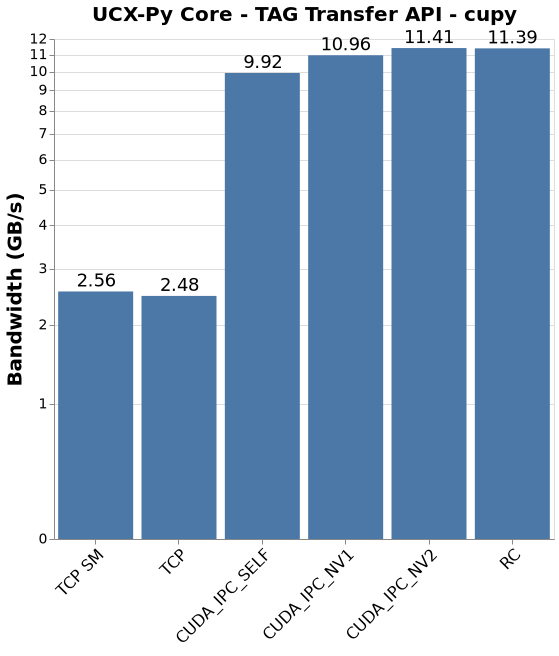 UCX-Py Core - TAG Transfer API - cupy
Bandwidth (GB/s)
12
11
10
9
8
7
6
5
4
3
2
1
0
2.56
2.48
9.92
10.96
11.41
11.39
TCP SM
TCP
CUDA_IPC_SELF
CUDA_IPC_NV1
CUDA_IPC_NV2
RC